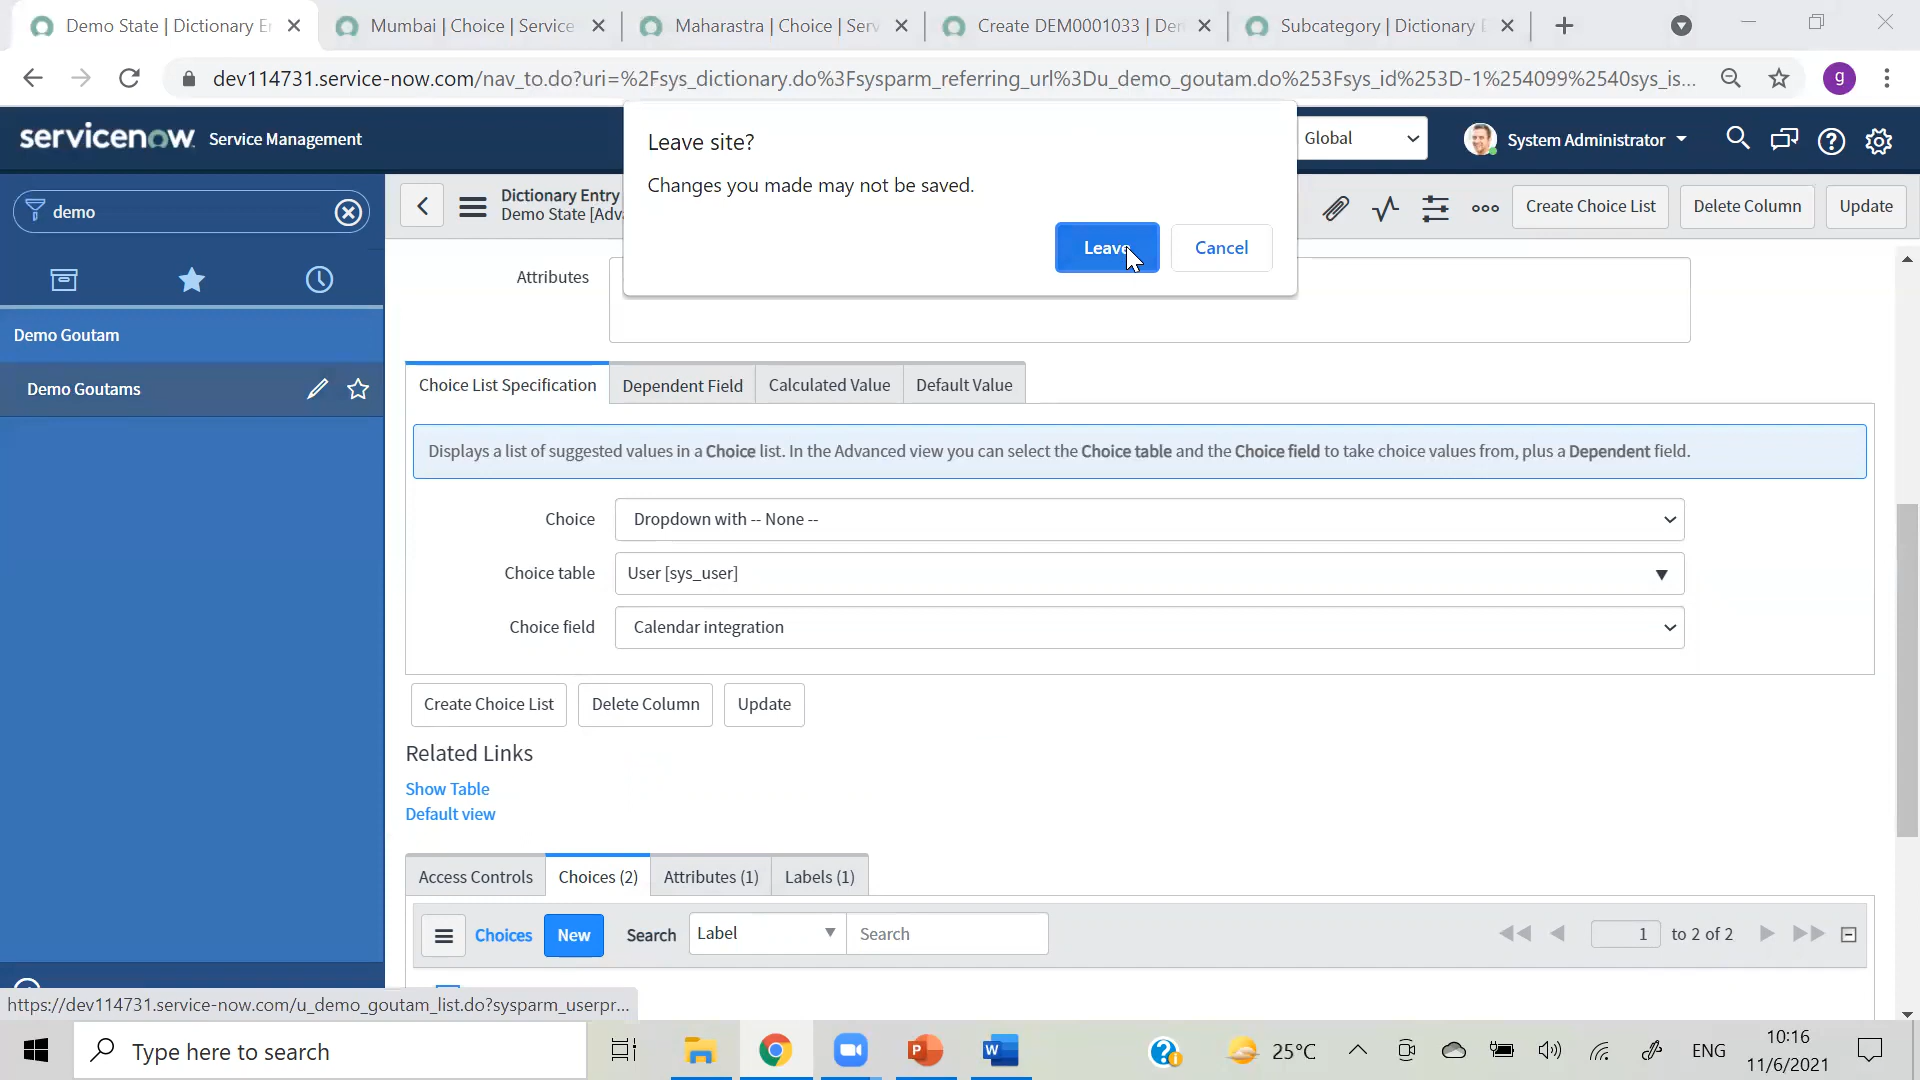 Demo State | Dictionary Er
Mumbai | Choice | Service
Maharastra | Choice | Serv
Create DEM0001033 | Der
Subcategory | Dictionary
dev114731.service-now.com/nav_to.do?uri=%2Fsys_dictionary.do%3Fsysparm_referring_url%3Du_demo_goutam.do%253Fsys_id%253D-1%254099%2540sys_is...
g
servicenow Service Management
Leave site?
Changes you made may not be saved.
Leave
Cancel
Global
System Administrator
demo
Demo Goutam
Demo Goutams
Dictionary Entry
Demo State [Adv
Create Choice List
Delete Column
Update
Attributes
Choice List Specification
Dependent Field
Calculated Value
Default Value
Displays a list of suggested values in a Choice list. In the Advanced view you can select the Choice table and the Choice field to take choice values from, plus a Dependent field.
Choice Dropdown with -- None --
Choice table User [sys_user]
Choice field Calendar integration
Create Choice List
Delete Column
Update
Related Links
Show Table
Default view
Access Controls
Choices (2)
Attributes (1)
Labels (1)
Choices New Search Label Search 1 to 2 of 2
https://dev114731.service-now.com/u_demo_goutam_list.do?sysparm_userpr...
Type here to search
25°C
ENG
10:16
11/6/2021